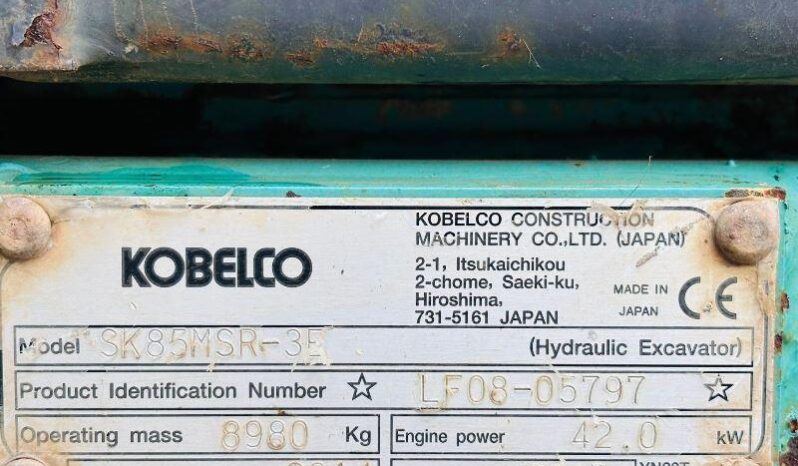 KOBELCO
KOBELCO CONSTRUCTION
MACHINERY CO.,LTD. (JAPAN)
2-1, Itsukaichikou
2-chome, Saeki-ku,
Hiroshima,
731-5161 JAPAN
MADE IN
JAPAN
CE
Model SK85MSR-3E (Hydraulic Excavator)
Product Identification Number ☆ LF08-05797 ☆
Operating mass 8980 Kg Engine power 42.0 kW